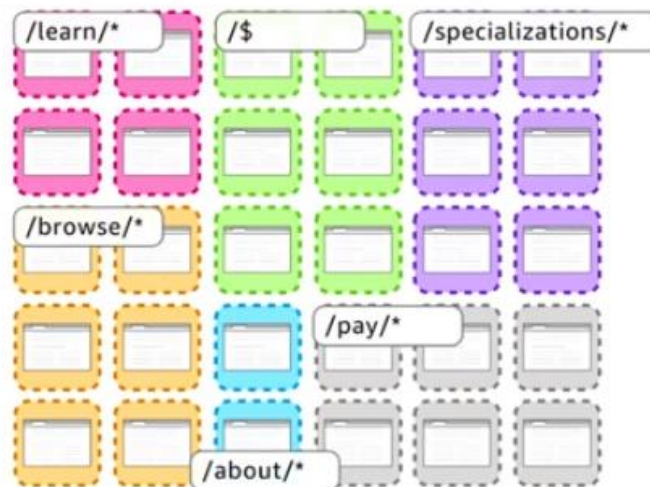 /learn/*
/$
/specializations/*
/browse/*
/pay/*
/about/*